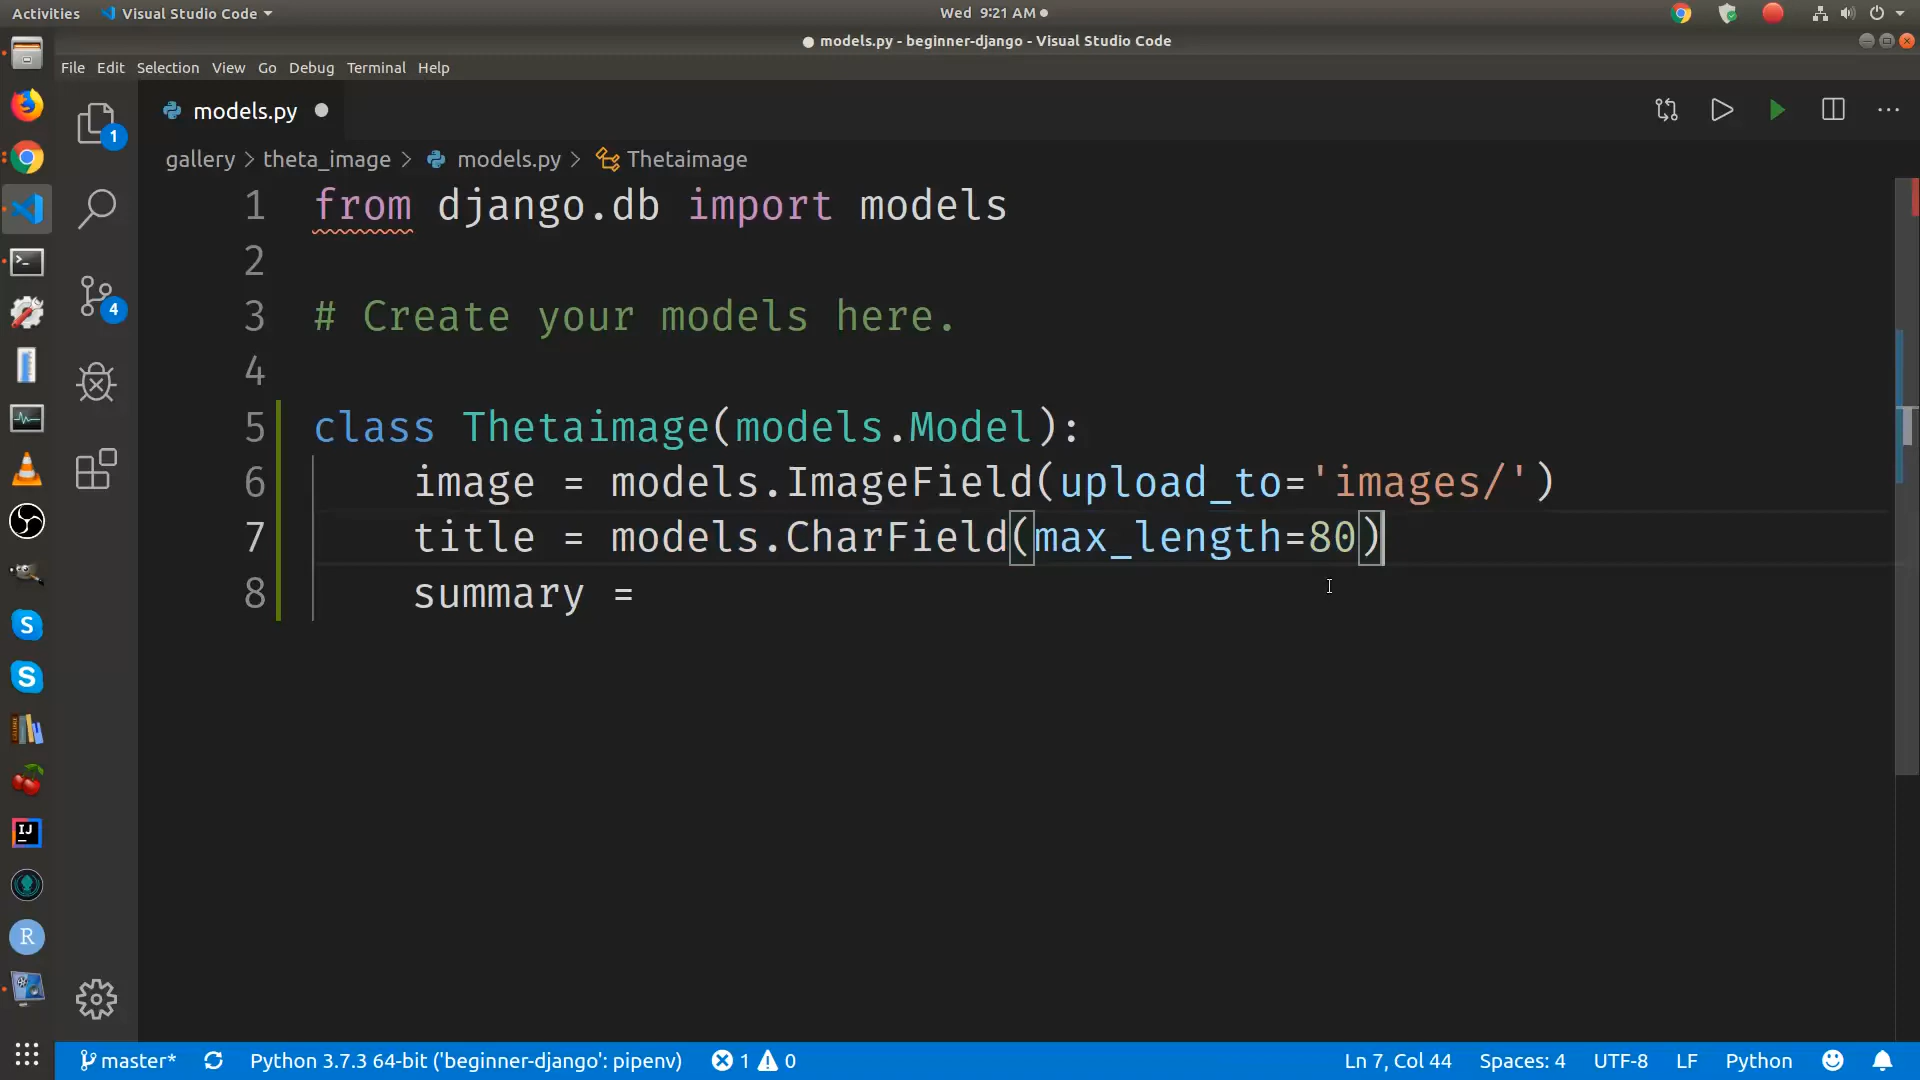 Activities Visual Studio Code Wed 9:21 AM
models.py - beginner-django - Visual Studio Code
File Edit Selection View Go Debug Terminal Help
models.py
1
gallery > theta_image > models.py > Thetaimage
1 from django.db import models
2
3 # Create your models here.
4
4
5 class Thetaimage(models.Model):
6 image = models.ImageField(upload_to='images/')
7 title = models.CharField(max_length=80)
8 summary =
IJ
R
master* Python 3.7.3 64-bit ('beginner-django': pipenv) 1 0 Ln 7, Col 44 Spaces: 4 UTF-8 LF Python